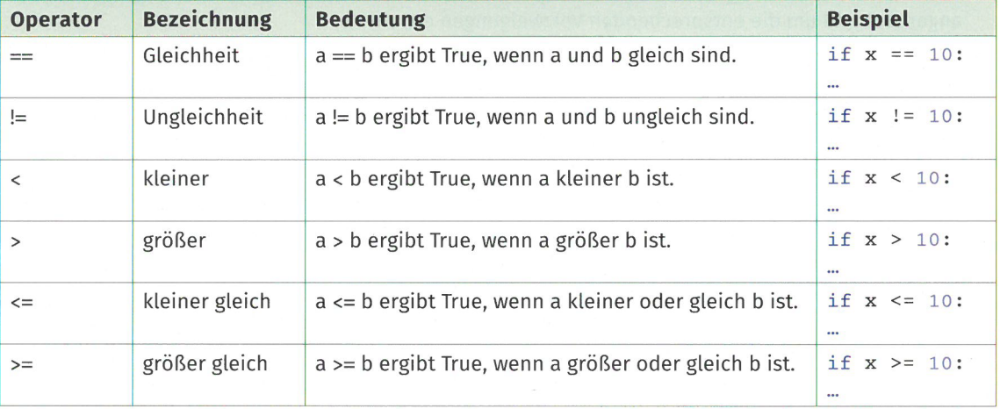 Operator Bezeichnung Bedeutung Beispiel
== Gleichheit a == b ergibt True, wenn a und b gleich sind. if x == 10:
…
!= Ungleichheit a != b ergibt True, wenn a und b ungleich sind. if x != 10:
…
< kleiner a < b ergibt True, wenn a kleiner b ist. if x < 10:
…
> größer a > b ergibt True, wenn a größer b ist. if x > 10:
…
<= kleiner gleich a <= b ergibt True, wenn a kleiner oder gleich b ist. if x <= 10:
…
>= größer gleich a >= b ergibt True, wenn a größer oder gleich b ist. if x >= 10:
…